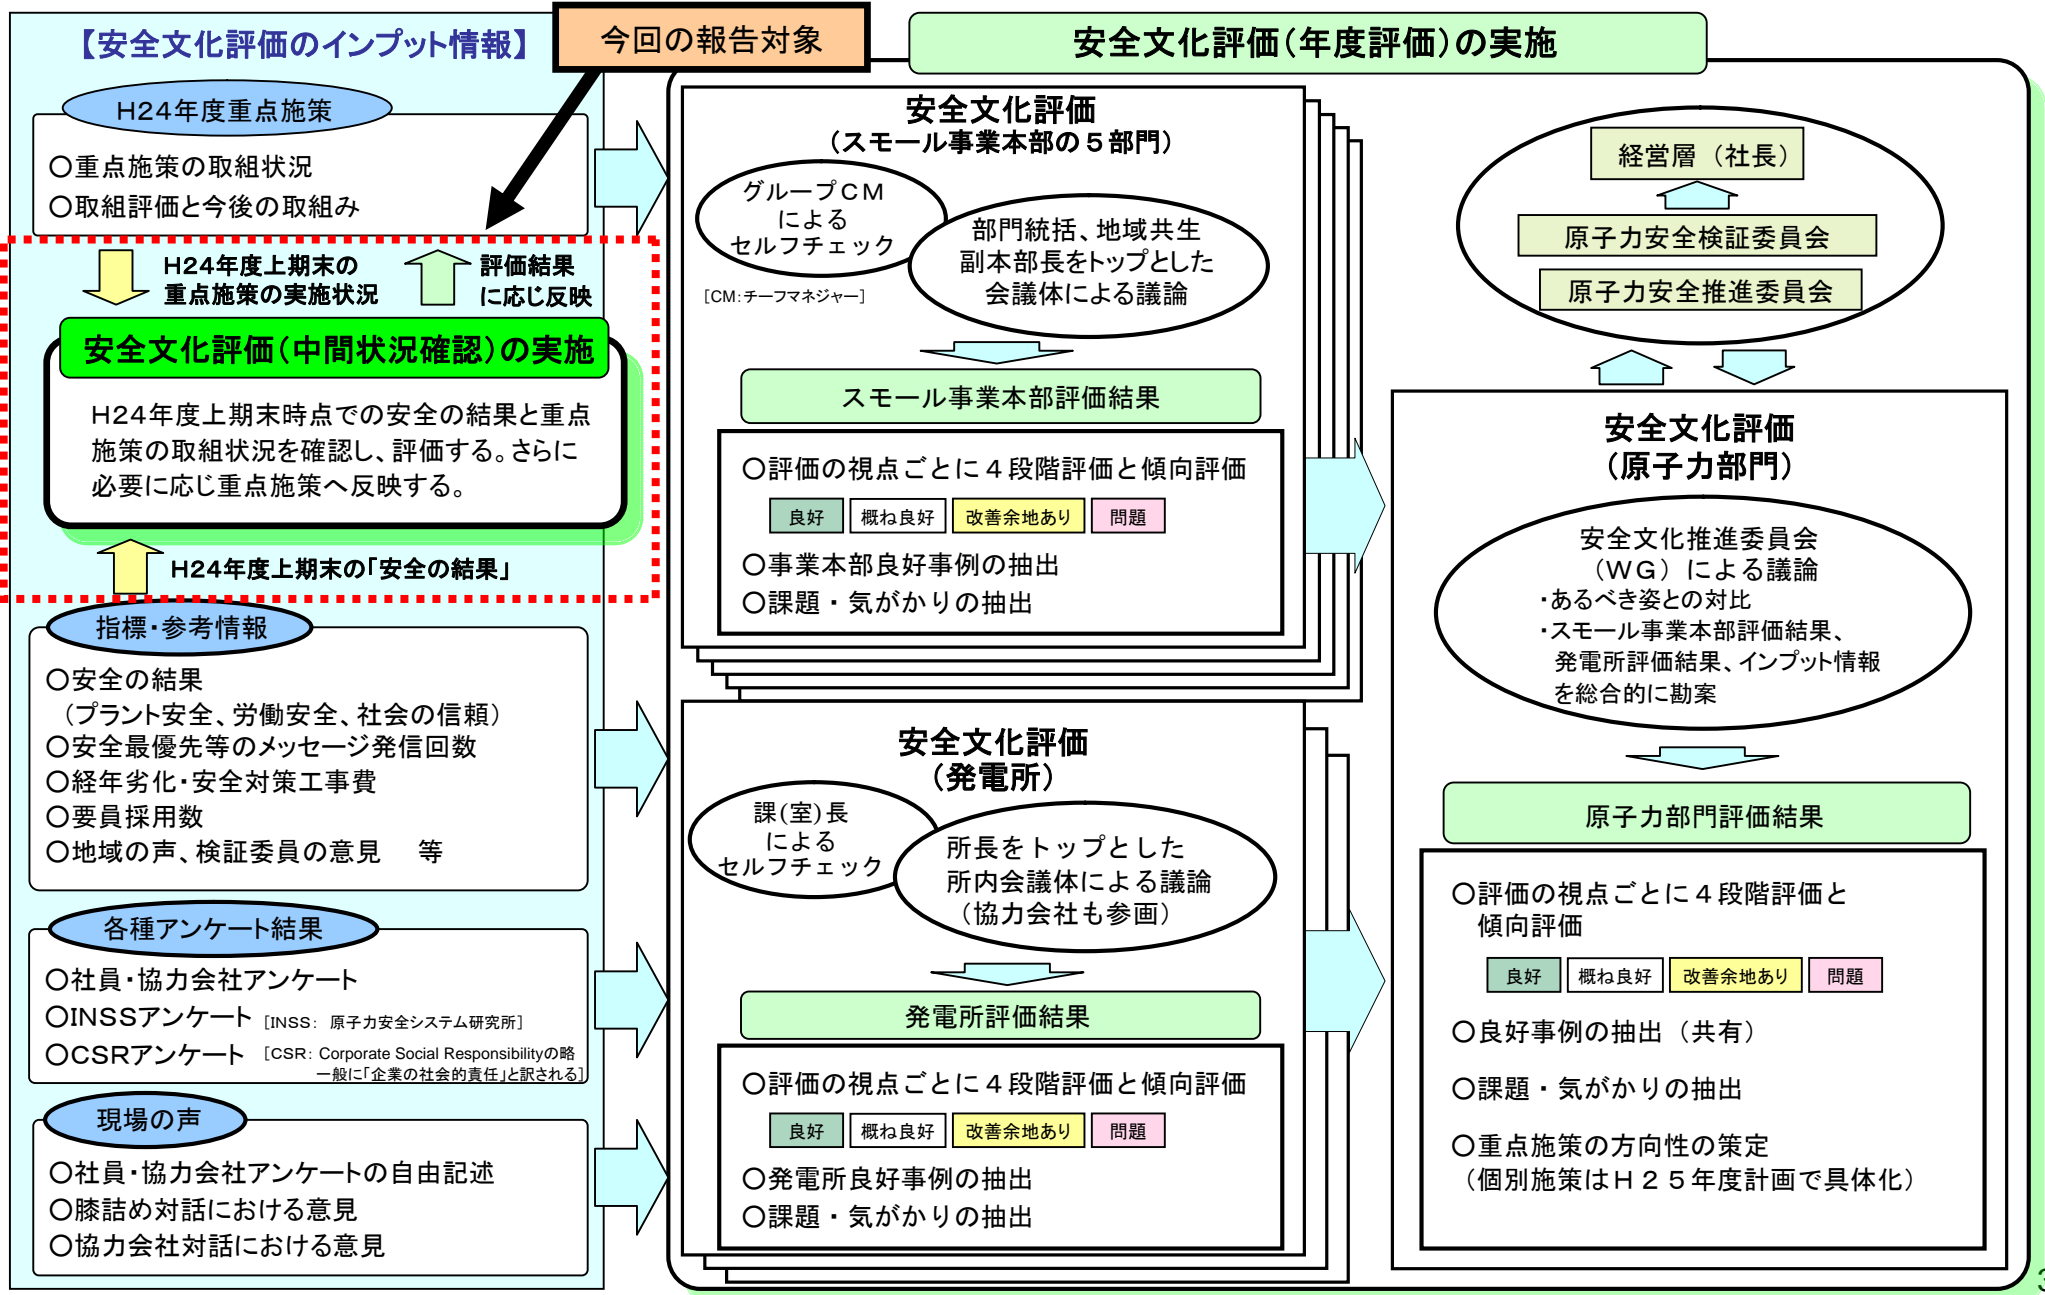 【安全文化評価のインプット情報】
今回の報告対象
安全文化評価(年度評価)の実施
H24年度重点施策
○重点施策の取組状況
○取組評価と今後の取組み
H24年度上期末の
重点施策の実施状況
評価結果
に応じ反映
安全文化評価(中間状況確認)の実施
H24年度上期末時点での安全の結果と重点
施策の取組状況を確認し、評価する。さらに
必要に応じ重点施策へ反映する。
H24年度上期末の「安全の結果」
指標・参考情報
○安全の結果
(プラント安全、労働安全、社会の信頼)
○安全最優先等のメッセージ発信回数
○経年劣化・安全対策工事費
○要員採用数
○地域の声、検証委員の意見 等
各種アンケート結果
○社員・協力会社アンケート
○INSSアンケート [INSS: 原子力安全システム研究所]
○CSRアンケート [CSR: Corporate Social Responsibilityの略
一般に「企業の社会的責任」と訳される]
現場の声
○社員・協力会社アンケートの自由記述
○膝詰め対話における意見
○協力会社対話における意見
安全文化評価
(スモール事業本部の5部門)
グループCM
による
セルフチェック
[CM:チーフマネジャー]
部門統括、地域共生
副本部長をトップとした
会議体による議論
スモール事業本部評価結果
○評価の視点ごとに4段階評価と傾向評価
良好 概ね良好 改善余地あり 問題
○事業本部良好事例の抽出
○課題・気がかりの抽出
安全文化評価
(発電所)
課(室)長
による
セルフチェック
所長をトップとした
所内会議体による議論
(協力会社も参画)
発電所評価結果
○評価の視点ごとに4段階評価と傾向評価
良好 概ね良好 改善余地あり 問題
○発電所良好事例の抽出
○課題・気がかりの抽出
経営層(社長)
原子力安全検証委員会
原子力安全推進委員会
安全文化評価
(原子力部門)
安全文化推進委員会
(WG)による議論
・あるべき姿との対比
・スモール事業本部評価結果、
発電所評価結果、インプット情報
を総合的に勘案
原子力部門評価結果
○評価の視点ごとに4段階評価と
傾向評価
良好 概ね良好 改善余地あり 問題
○良好事例の抽出(共有)
○課題・気がかりの抽出
○重点施策の方向性の策定
(個別施策はH25年度計画で具体化)
3